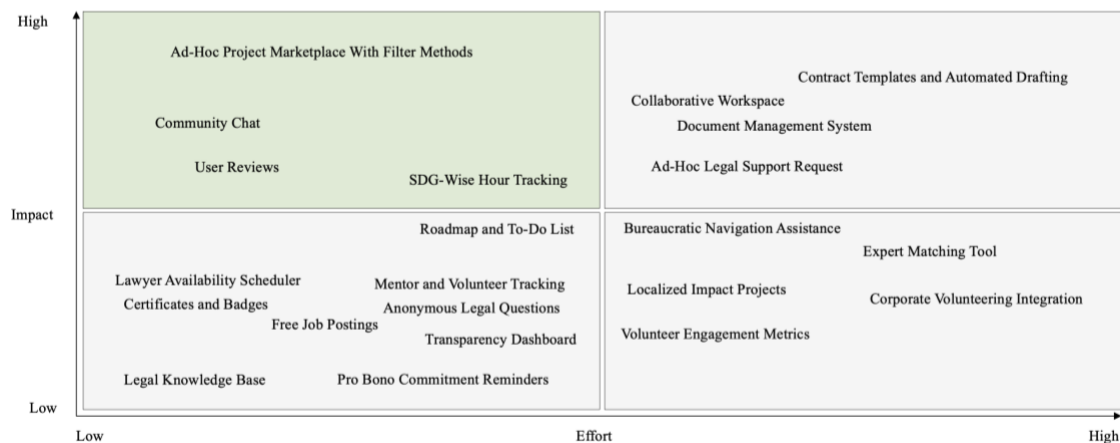 High
Ad-Hoc Project Marketplace With Filter Methods
Community Chat
User Reviews
SDG-Wise Hour Tracking
Contract Templates and Automated Drafting
Collaborative Workspace
Document Management System
Ad-Hoc Legal Support Request
Impact
Roadmap and To-Do List
Lawyer Availability Scheduler
Mentor and Volunteer Tracking
Certificates and Badges
Anonymous Legal Questions
Free Job Postings
Transparency Dashboard
Legal Knowledge Base
Pro Bono Commitment Reminders
Bureaucratic Navigation Assistance
Expert Matching Tool
Localized Impact Projects
Corporate Volunteering Integration
Volunteer Engagement Metrics
Low
Low
Effort
High